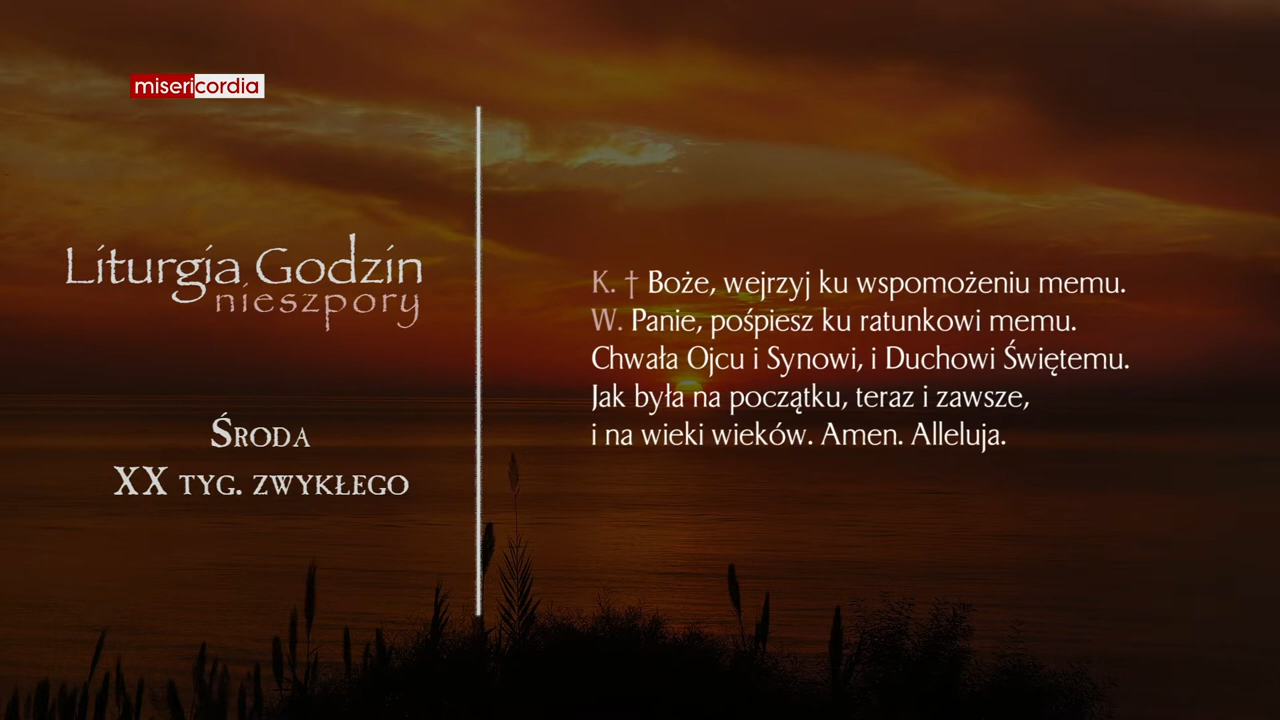 misericordia
Liturgia Godzin
nieszpory
Środa
XX tyg. zwykłego
K. † Boże, wejrzyj ku wspomożeniu memu.
W. Panie, pośpiesz ku ratunkowi memu.
Chwała Ojcu i Synowi, i Duchowi Świętemu.
Jak była na początku, teraz i zawsze,
i na wieki wieków. Amen. Alleluja.